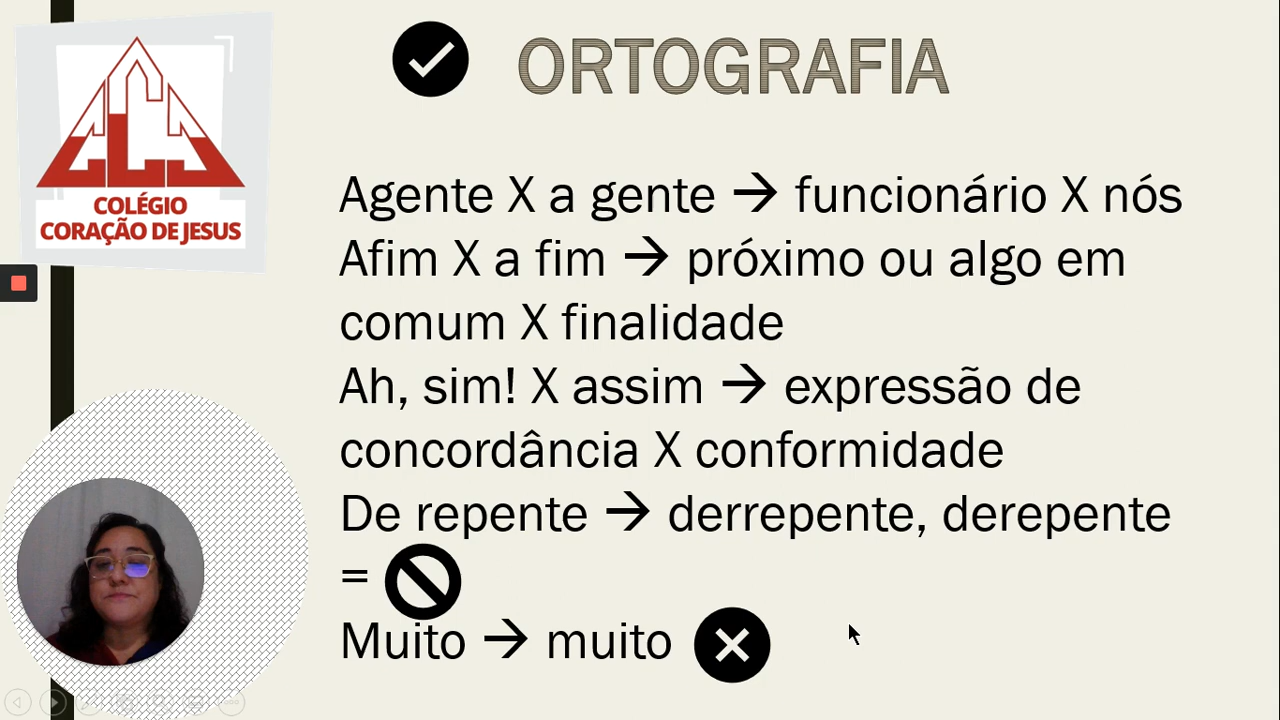 ORTOGRAFIA
COLÉGIO
CORAÇÃO DE JESUS
Agente X a gente → funcionário X nós
Afim X a fim → próximo ou algo em
comum X finalidade
Ah, sim! X assim → expressão de
concordância X conformidade
De repente → derrepente, derepente
=
Muito → muito